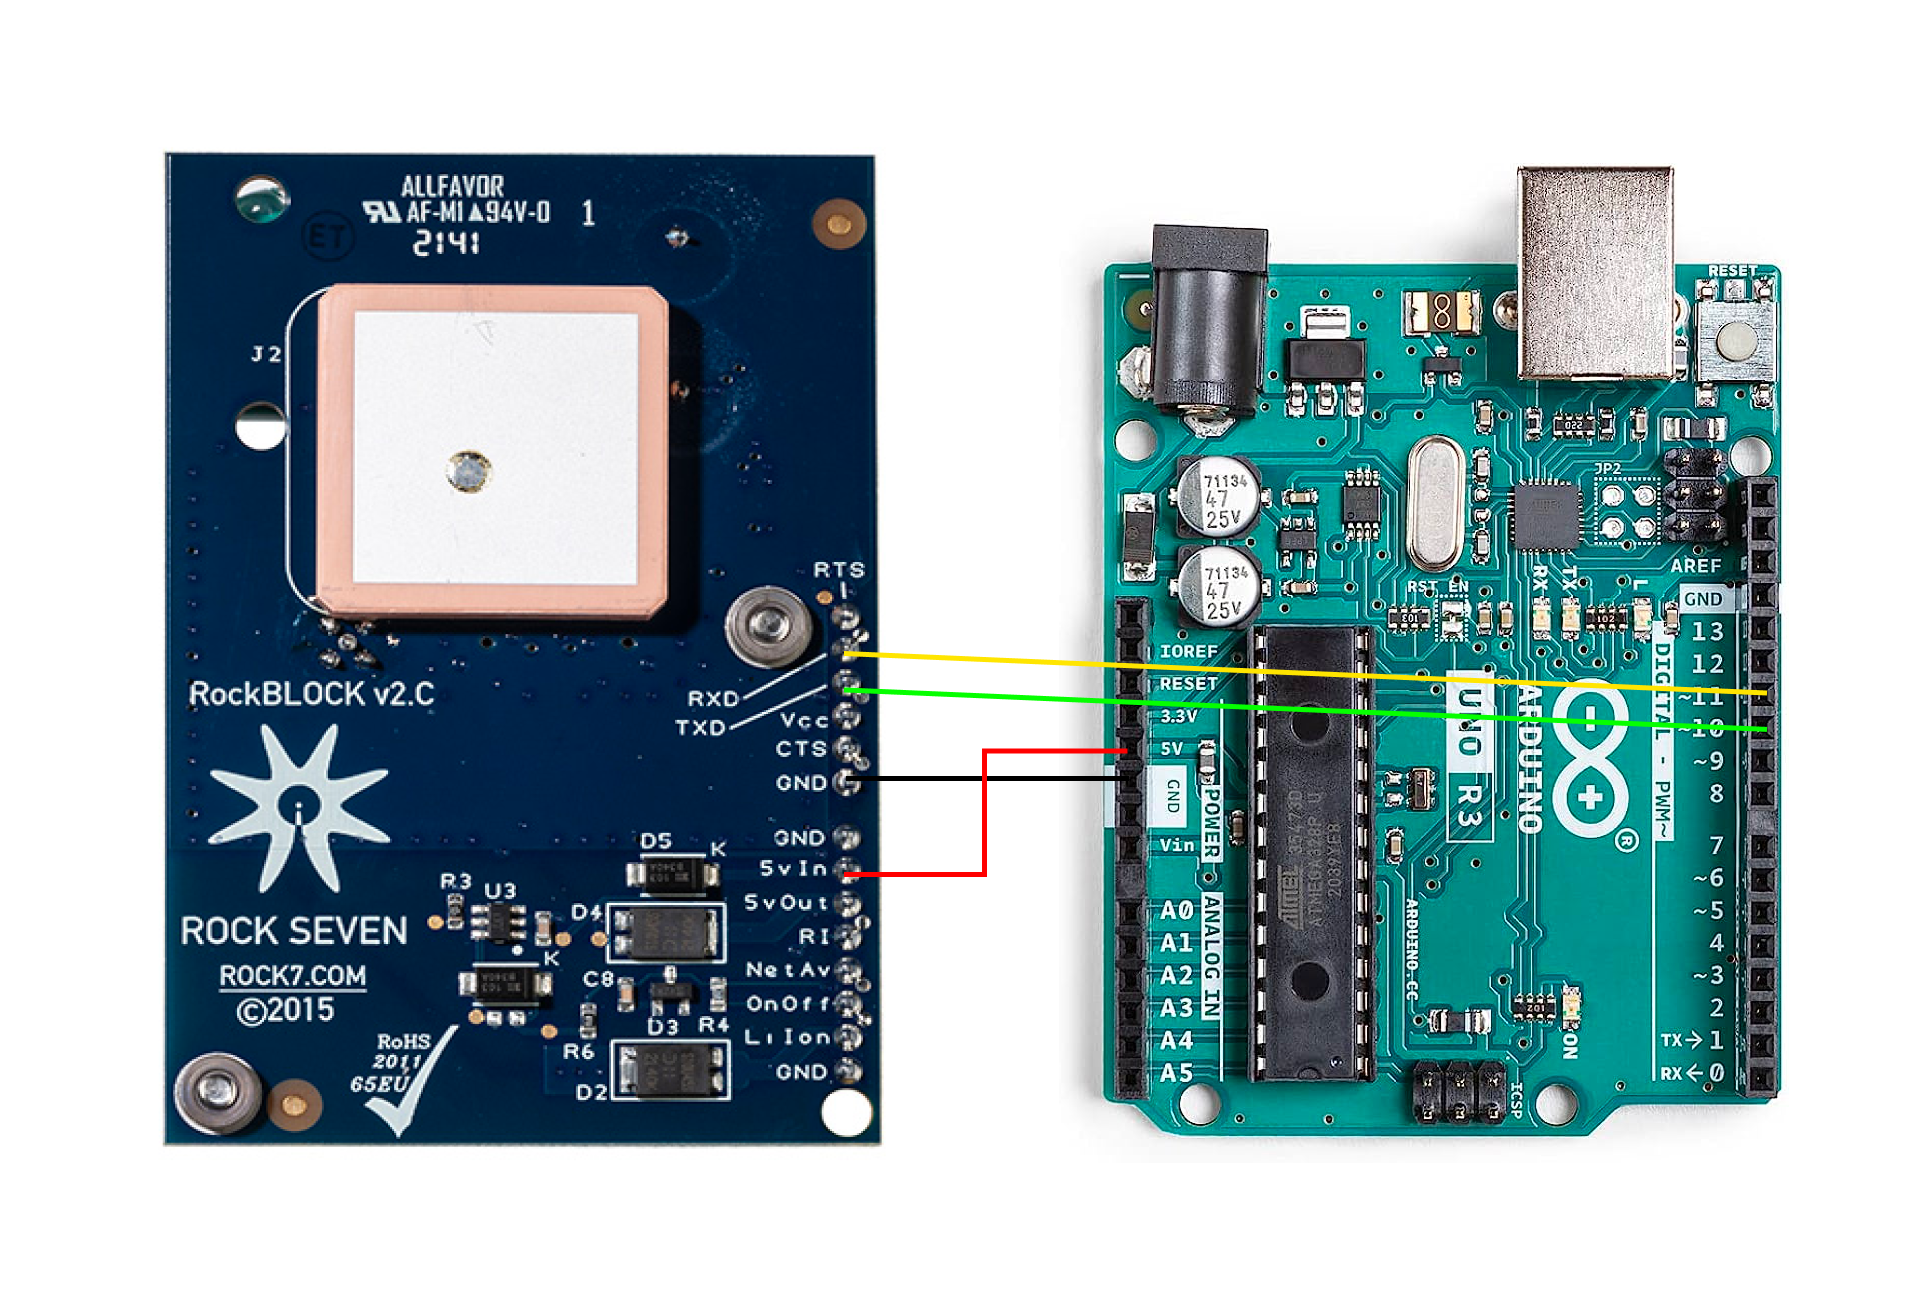 ALLFAVOR
AF-M1▲94V-0 1
ET
2141
J2
RTS
RXD
TXD
Vcc
CTS
GND
GND
5vIn
5vOut
RI
NetAv
OnOff
LiIon
GND
RockBLOCK v2.C
ROCK SEVEN
ROCK7.COM
©2015
RoHS
2011
65EU
R3
U3
K
D5
K
D4
C8
D3
R4
R6
D2
RESET
71134
47
25V
71134
47
25V
220
JP2
RST EN
RX
TX
L
103
102
AREF
GND
13
12
~11
~10
~9
8
7
~6
~5
4
~3
2
TX→1
RX←0
DIGITAL - PWM~
IOREF
RESET
3.3V
5V
GND
Vin
POWER
A0
A1
A2
A3
A4
A5
ANALOG IN
UNO R3
ARDUINO
®
ATMEL
ARDUINO.CC
102
ON
ICSP